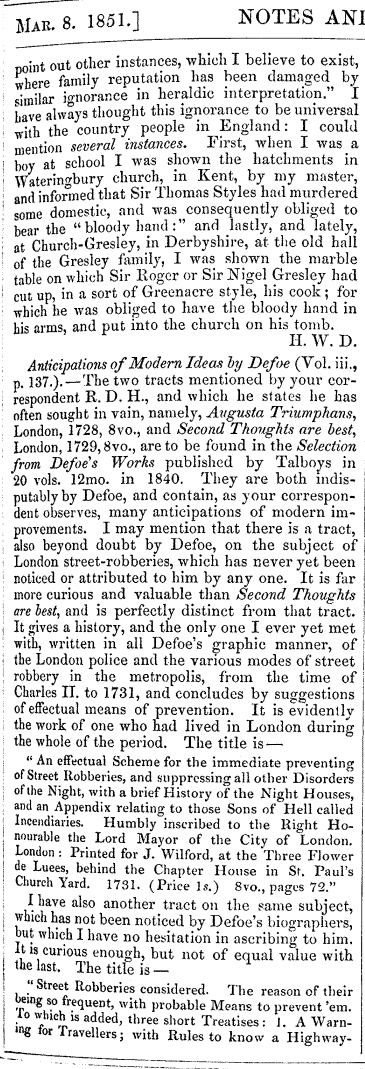 MAR. 8. 1851.] NOTES AN
point out other instances, which I believe to exist,
where family reputation has been damaged by
similar ignorance in heraldic interpretation." I
have always thought this ignorance to be universal
with the country people in England: I could
mention several instances. First, when I was a
boy at school I was shown the hatchments in
Wateringbury church, in Kent, by my master,
and informed that Sir Thomas Styles had murdered
some domestic, and was consequently obliged to
bear the "bloody hand:" and lastly, and lately,
at Church-Gresley, in Derbyshire, at the old hall
of the Gresley family, I was shown the marble
table on which Sir Roger or Sir Nigel Gresley had
cut up, in a sort of Greenacre style, his cook; for
which he was obliged to have the bloody hand in
his arms, and put into the church on his tomb.
H. W. D.
Anticipations of Modern Ideas by Defoe (Vol. iii.,
p. 137.).—The two tracts mentioned by your cor-
respondent R. D. H., and which he states he has
often sought in vain, namely, Augusta Triumphans,
London, 1728, 8vo., and Second Thoughts are best,
London, 1729, 8vo., are to be found in the Selection
from Defoe's Works published by Talboys in
20 vols. 12mo. in 1840. They are both indis-
putably by Defoe, and contain, as your correspon-
dent observes, many anticipations of modern im-
provements. I may mention that there is a tract,
also beyond doubt by Defoe, on the subject of
London street-robberies, which has never yet been
noticed or attributed to him by any one. It is far
more curious and valuable than Second Thoughts
are best, and is perfectly distinct from that tract.
It gives a history, and the only one I ever yet met
with, written in all Defoe's graphic manner, of
the London police and the various modes of street
robbery in the metropolis, from the time of
Charles II. to 1731, and concludes by suggestions
of effectual means of prevention. It is evidently
the work of one who had lived in London during
the whole of the period. The title is—
"An effectual Scheme for the immediate preventing
of Street Robberies, and suppressing all other Disorders
of the Night, with a brief History of the Night Houses,
and an Appendix relating to those Sons of Hell called
Incendiaries. Humbly inscribed to the Right Ho-
nourable the Lord Mayor of the City of London.
London: Printed for J. Wilford, at the Three Flower
de Luces, behind the Chapter House in St. Paul's
Church Yard. 1731. (Price 1s.) 8vo., pages 72."
I have also another tract on the same subject,
which has not been noticed by Defoe's biographers,
but which I have no hesitation in ascribing to him.
It is curious enough, but not of equal value with
the last. The title is—
"Street Robberies considered. The reason of their
being so frequent, with probable Means to prevent 'em.
To which is added, three short Treatises: 1. A Warn-
ing for Travellers; with Rules to know a Highway-